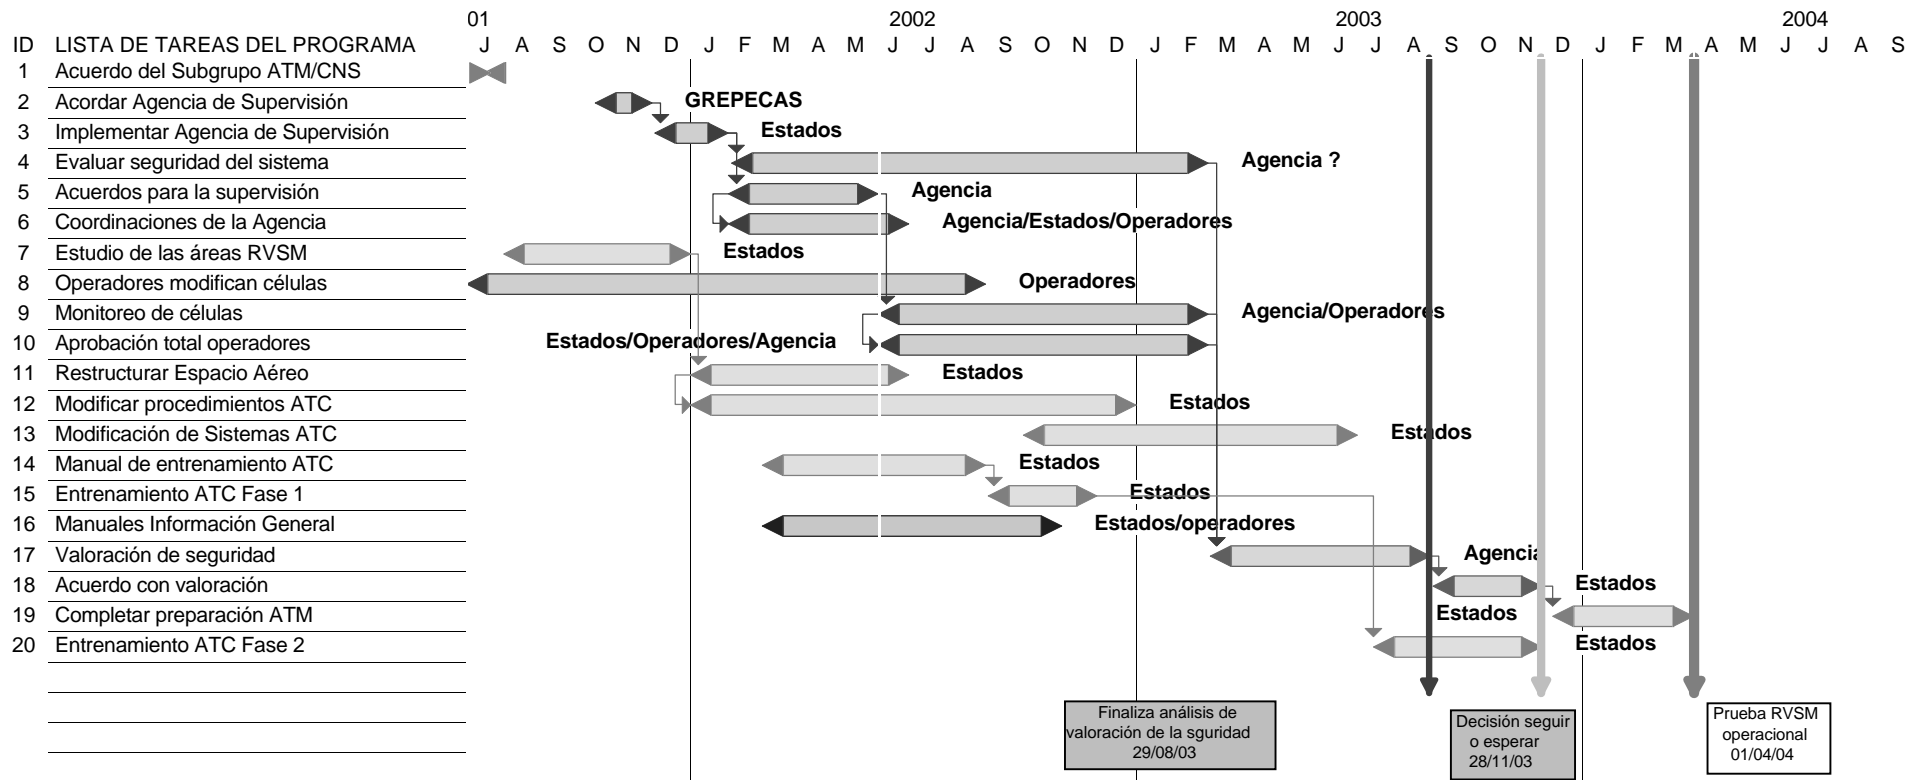 01 2002 2003 2004
ID LISTA DE TAREAS DEL PROGRAMA J A S O N D J F M A M J J A S O N D J F M A M J J A S O N D J F M A M J J A S
1 Acuerdo del Subgrupo ATM/CNS
2 Acordar Agencia de Supervisión GREPECAS
3 Implementar Agencia de Supervisión Estados
4 Evaluar seguridad del sistema Agencia ?
5 Acuerdos para la supervisión Agencia
6 Coordinaciones de la Agencia Agencia/Estados/Operadores
7 Estudio de las áreas RVSM Estados
8 Operadores modifican células Operadores
9 Monitoreo de células Agencia/Operadores
10 Aprobación total operadores Estados/Operadores/Agencia
11 Restructurar Espacio Aéreo Estados
12 Modificar procedimientos ATC Estados
13 Modificación de Sistemas ATC Estados
14 Manual de entrenamiento ATC Estados
15 Entrenamiento ATC Fase 1 Estados
16 Manuales Información General Estados/operadores
17 Valoración de seguridad Agencia
18 Acuerdo con valoración Estados
19 Completar preparación ATM Estados
20 Entrenamiento ATC Fase 2 Estados
Finaliza análisis de
valoración de la sguridad
29/08/03
Decisión seguir
o esperar
28/11/03
Prueba RVSM
operacional
01/04/04